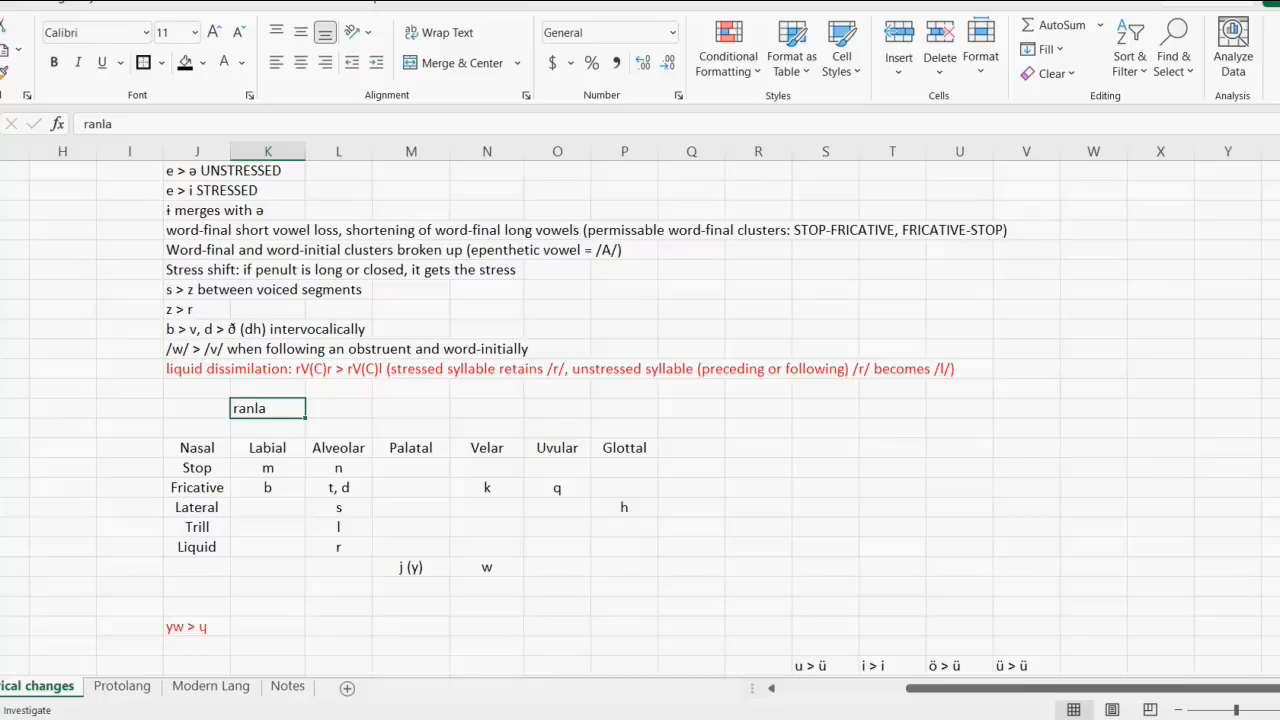 Calibri 11 Wrap Text General AutoSum
Conditional Formatting Format as Table Cell Styles Insert Delete Format Fill Sort & Filter Find & Select Analyze Data
B I U A Merge & Center $ % Clear
Font Alignment Number Styles Cells Editing Analysis
fx ranla
H I J K L M N O P Q R S T U V W X Y
e > ə UNSTRESSED
e > i STRESSED
ɨ merges with ə
word-final short vowel loss, shortening of word-final long vowels (permissable word-final clusters: STOP-FRICATIVE, FRICATIVE-STOP)
Word-final and word-initial clusters broken up (epenthetic vowel = /A/)
Stress shift: if penult is long or closed, it gets the stress
s > z between voiced segments
z > r
b > v, d > ð (dh) intervocalically
/w/ > /v/ when following an obstruent and word-initially
liquid dissimilation: rV(C)r > rV(C)l (stressed syllable retains /r/, unstressed syllable (preceding or following) /r/ becomes /l/)
ranla
Nasal Labial Alveolar Palatal Velar Uvular Glottal
Stop m n
Fricative b t, d k q
Lateral s h
Trill l
Liquid r
j (y) w
yw > ɥ
u > ü i > i ö > ü ü > ü
ical changes Protolang Modern Lang Notes
Investigate